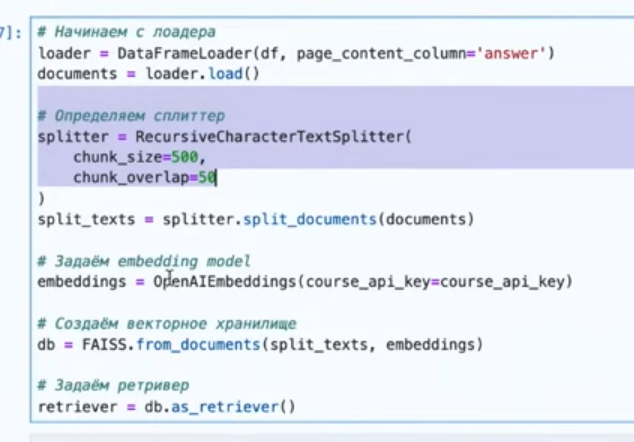 7]:
# Начинаем с лоадера
loader = DataFrameLoader(df, page_content_column='answer')
documents = loader.load()
# Определяем сплиттер
splitter = RecursiveCharacterTextSplitter(
chunk_size=500,
chunk_overlap=50
)
split_texts = splitter.split_documents(documents)
# Задаём embedding model
embeddings = OpenAIEmbeddings(course_api_key=course_api_key)
# Создаём векторное хранилище
db = FAISS.from_documents(split_texts, embeddings)
# Задаём ретривер
retriever = db.as_retriever()